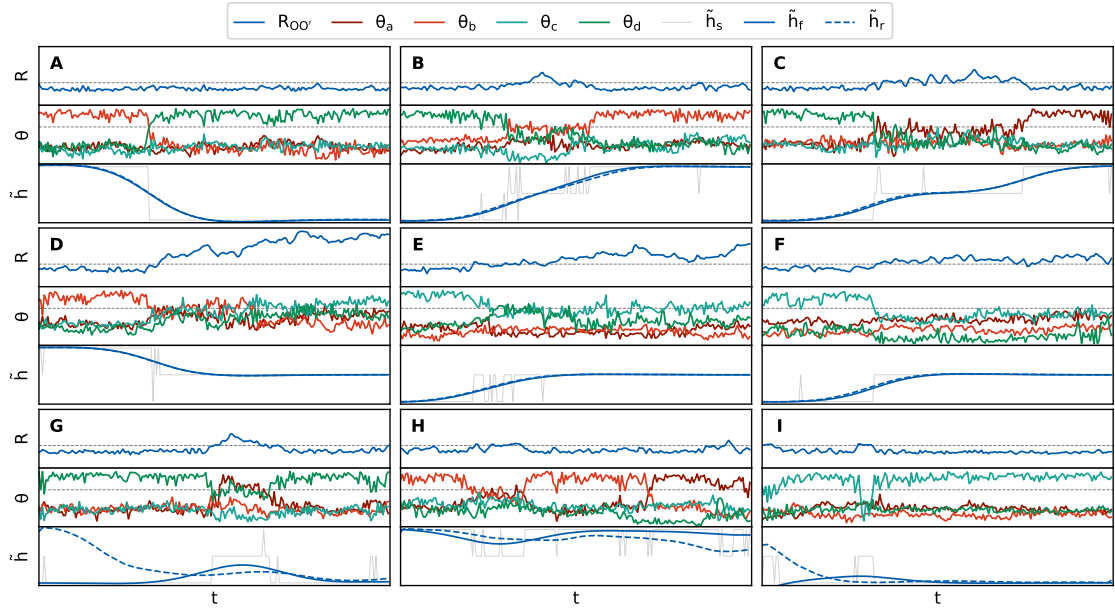 R_OO′ θ_a θ_b θ_c θ_d h̃_s h̃_f h̃_r
A B C
R
θ
h̃
D E F
R
θ
h̃
G H I
R
θ
h̃
t t t